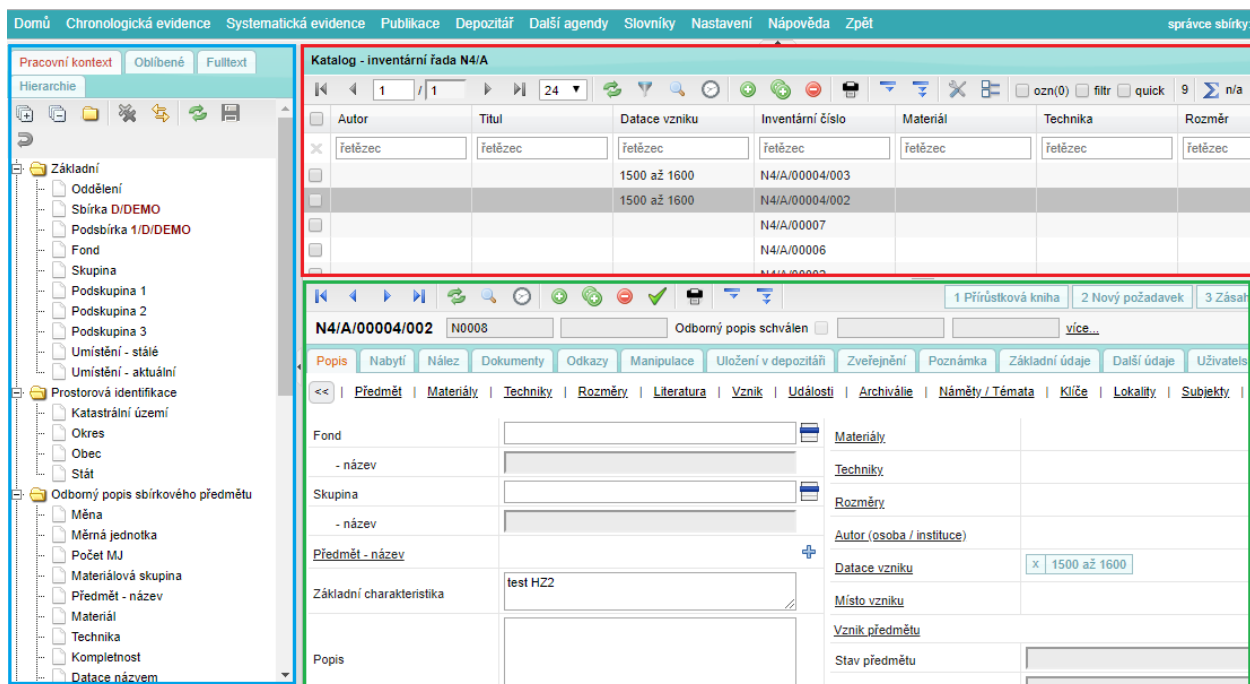 Domů Chronologická evidence Systematická evidence Publikace Depozitář Další agendy Slovníky Nastavení Nápověda Zpět správce sbírky:
Pracovní kontext Oblíbené Fulltext
Hierarchie
Základní
Oddělení
Sbírka D/DEMO
Podsbírka 1/D/DEMO
Fond
Skupina
Podskupina 1
Podskupina 2
Podskupina 3
Umístění - stálé
Umístění - aktuální
Prostorová identifikace
Katastrální území
Okres
Obec
Stát
Odborný popis sbírkového předmětu
Měna
Měrná jednotka
Počet MJ
Materiálová skupina
Předmět - název
Materiál
Technika
Kompletnost
Datace názvem
Katalog - inventární řada N4/A
1 / 1 24 ozn(0) filtr quick 9 n/a
Autor Titul Datace vzniku Inventární číslo Materiál Technika Rozměr
řetězec řetězec řetězec řetězec řetězec řetězec řetězec
1500 až 1600 N4/A/00004/003
1500 až 1600 N4/A/00004/002
N4/A/00007
N4/A/00006
1 Přírůstková kniha 2 Nový požadavek 3 Zásah
N4/A/00004/002 N0008 Odborný popis schválen více...
Popis Nabytí Nález Dokumenty Odkazy Manipulace Uložení v depozitáři Zveřejnění Poznámka Základní údaje Další údaje Uživatels
<< | Předmět | Materiály | Techniky | Rozměry | Literatura | Vznik | Události | Archiválie | Náměty / Témata | Klíče | Lokality | Subjekty |
Fond
- název
Skupina
- název
Předmět - název
Základní charakteristika test HZ2
Popis
Materiály
Techniky
Rozměry
Autor (osoba / instituce)
Datace vzniku x 1500 až 1600
Místo vzniku
Vznik předmětu
Stav předmětu